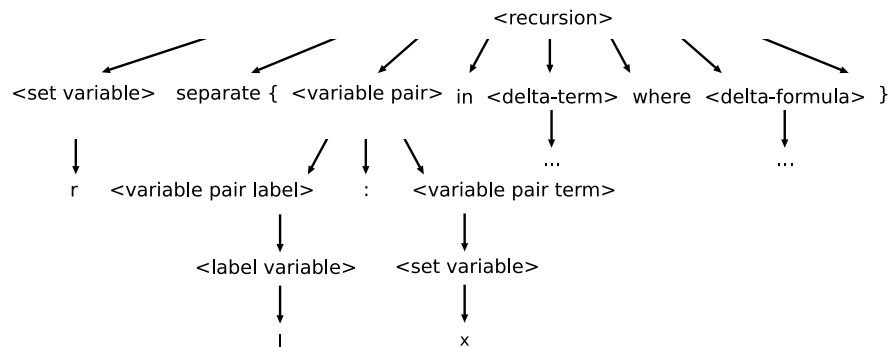 <recursion>
<set variable> separate { <variable pair> in <delta-term> where <delta-formula> }
... ...
r <variable pair label> : <variable pair term>
<label variable> <set variable>
l x